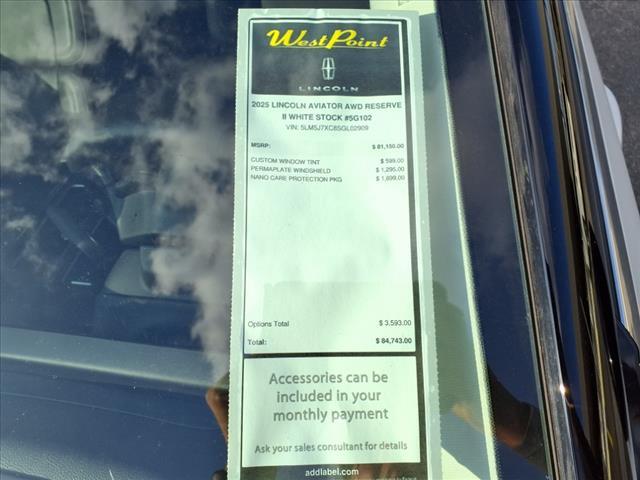 West Point
LINCOLN
2025 LINCOLN AVIATOR AWD RESERVE
II WHITE STOCK #5G102
VIN: 5LM5J7XC8SGL02909
MSRP: $ 81,150.00
CUSTOM WINDOW TINT $ 599.00
PERMAPLATE WINDSHIELD $ 1,295.00
NANO CARE PROTECTION PKG $ 1,699.00
Options Total $ 3,593.00
Total: $ 84,743.00
Accessories can be
included in your
monthly payment
Ask your sales consultant for details
addlabel.com